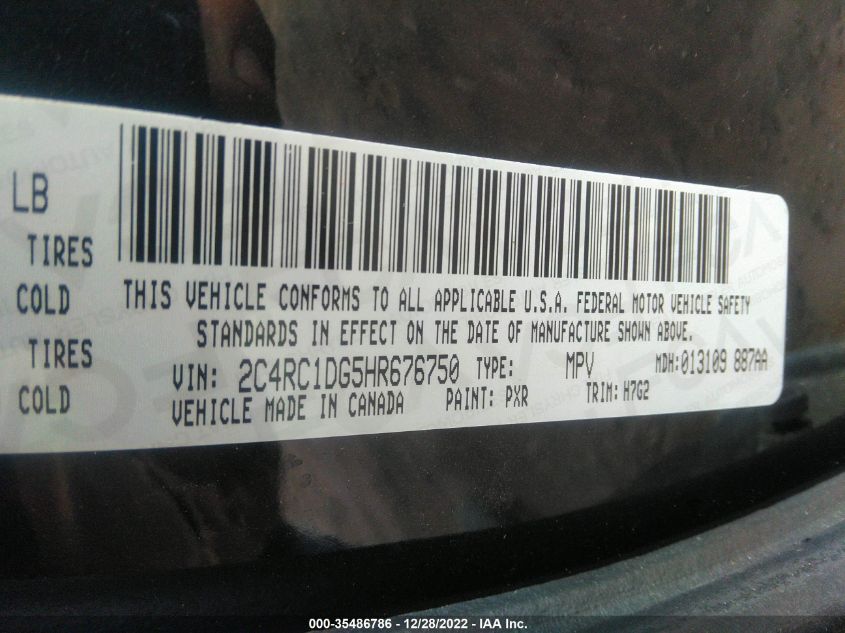 LB
TIRES
COLD
TIRES
COLD
THIS VEHICLE CONFORMS TO ALL APPLICABLE U.S.A. FEDERAL MOTOR VEHICLE SAFETY
STANDARDS IN EFFECT ON THE DATE OF MANUFACTURE SHOWN ABOVE.
VIN: 2C4RC1DG5HR676750 TYPE: MPV MDH:013109 887AA
VEHICLE MADE IN CANADA PAINT: PXR TRIM: H7G2
000-35486786 - 12/28/2022 - IAA Inc.